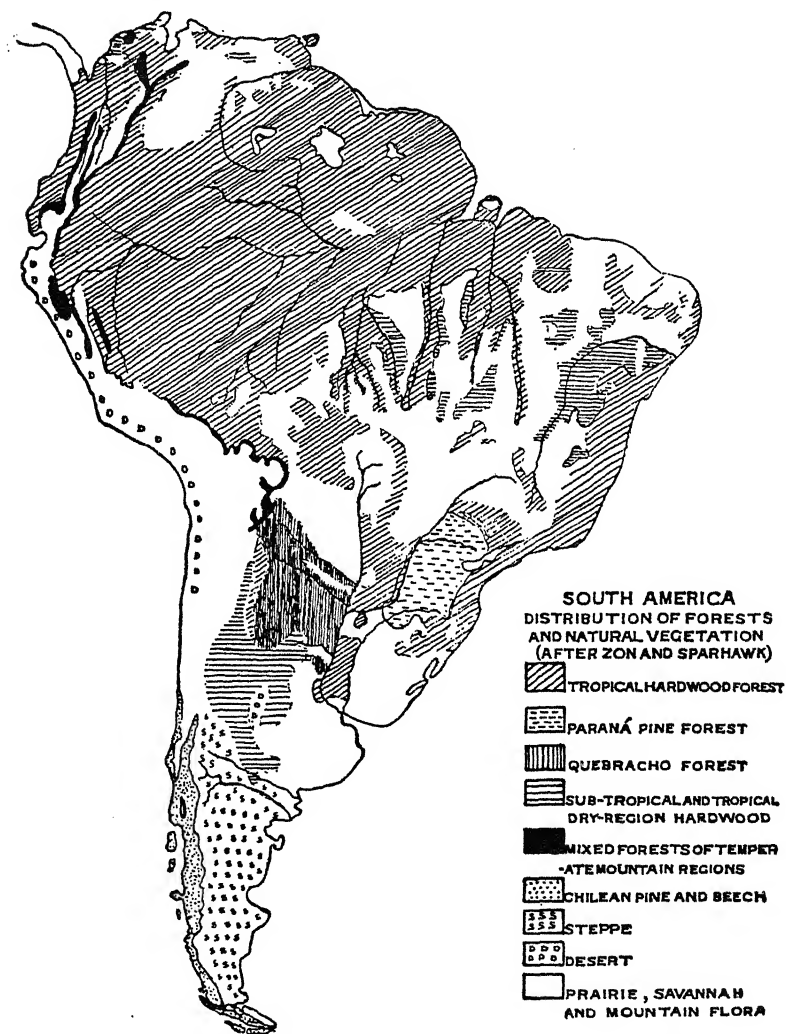 SOUTH AMERICA
DISTRIBUTION OF FORESTS
AND NATURAL VEGETATION
(AFTER ZON AND SPARHAWK)
TROPICAL HARDWOOD FOREST
PARANÁ PINE FOREST
QUEBRACHO FOREST
SUB-TROPICAL AND TROPICAL
DRY-REGION HARDWOOD
MIXED FORESTS OF TEMPER
-ATE MOUNTAIN REGIONS
CHILEAN PINE AND BEECH
SSS
SSS
STEPPE
D D D
D D D
DESERT
PRAIRIE, SAVANNAH
AND MOUNTAIN FLORA